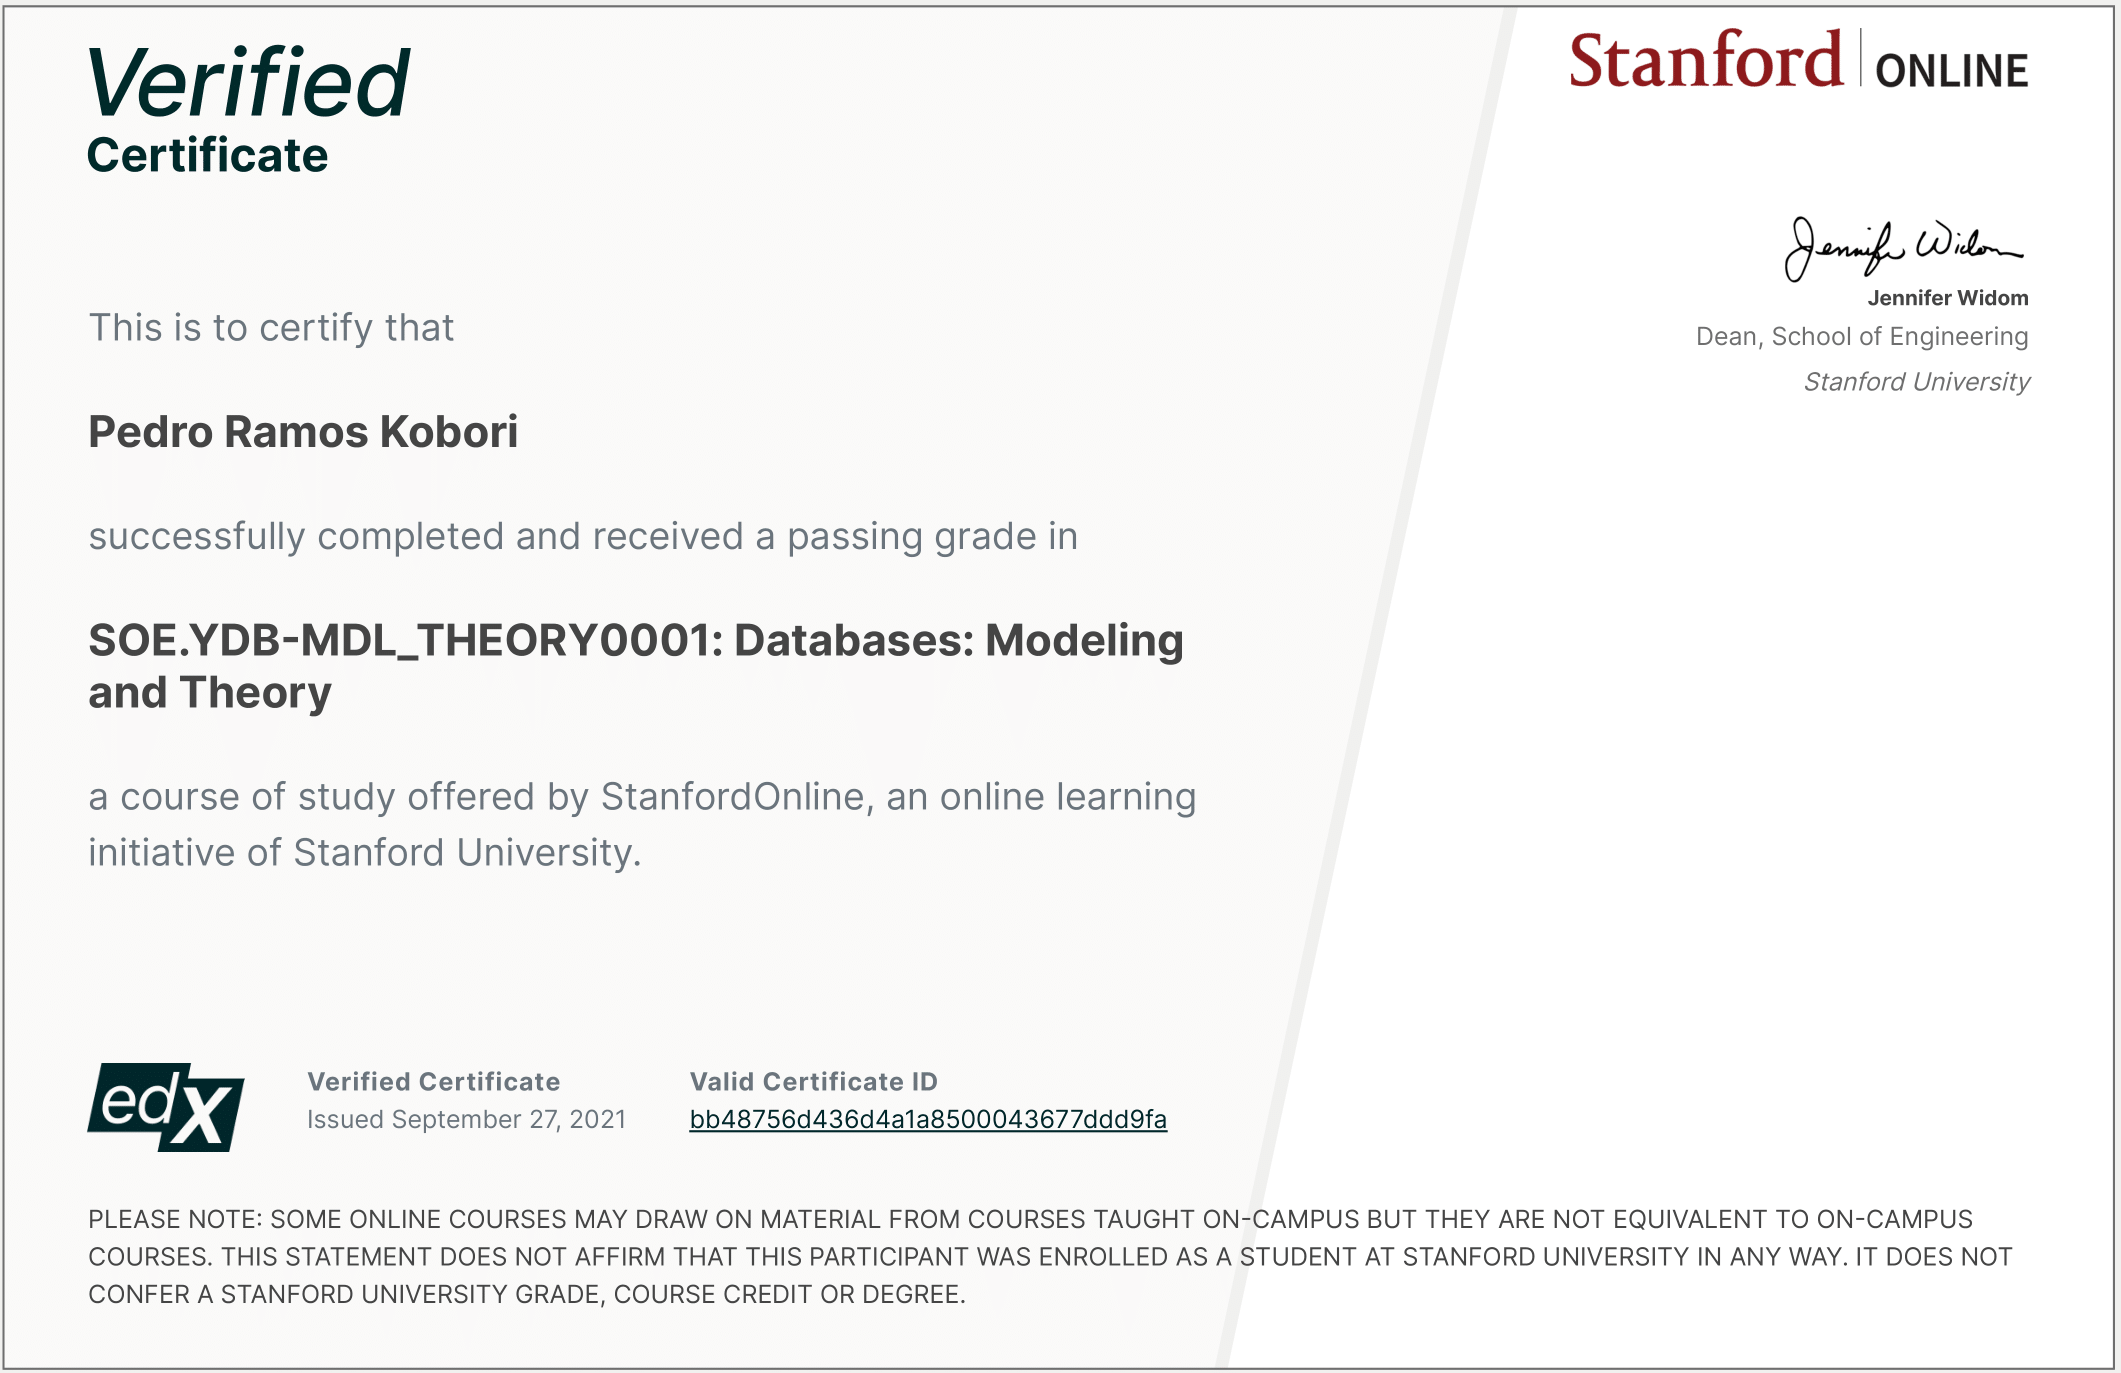 Verified
Certificate
Stanford ONLINE
Jennifer Widom
Jennifer Widom
Dean, School of Engineering
Stanford University
This is to certify that
Pedro Ramos Kobori
successfully completed and received a passing grade in
SOE.YDB-MDL_THEORY0001: Databases: Modeling
and Theory
a course of study offered by StanfordOnline, an online learning
initiative of Stanford University.
edX
Verified Certificate
Issued September 27, 2021
Valid Certificate ID
bb48756d436d4a1a8500043677ddd9fa
PLEASE NOTE: SOME ONLINE COURSES MAY DRAW ON MATERIAL FROM COURSES TAUGHT ON-CAMPUS BUT THEY ARE NOT EQUIVALENT TO ON-CAMPUS
COURSES. THIS STATEMENT DOES NOT AFFIRM THAT THIS PARTICIPANT WAS ENROLLED AS A STUDENT AT STANFORD UNIVERSITY IN ANY WAY. IT DOES NOT
CONFER A STANFORD UNIVERSITY GRADE, COURSE CREDIT OR DEGREE.